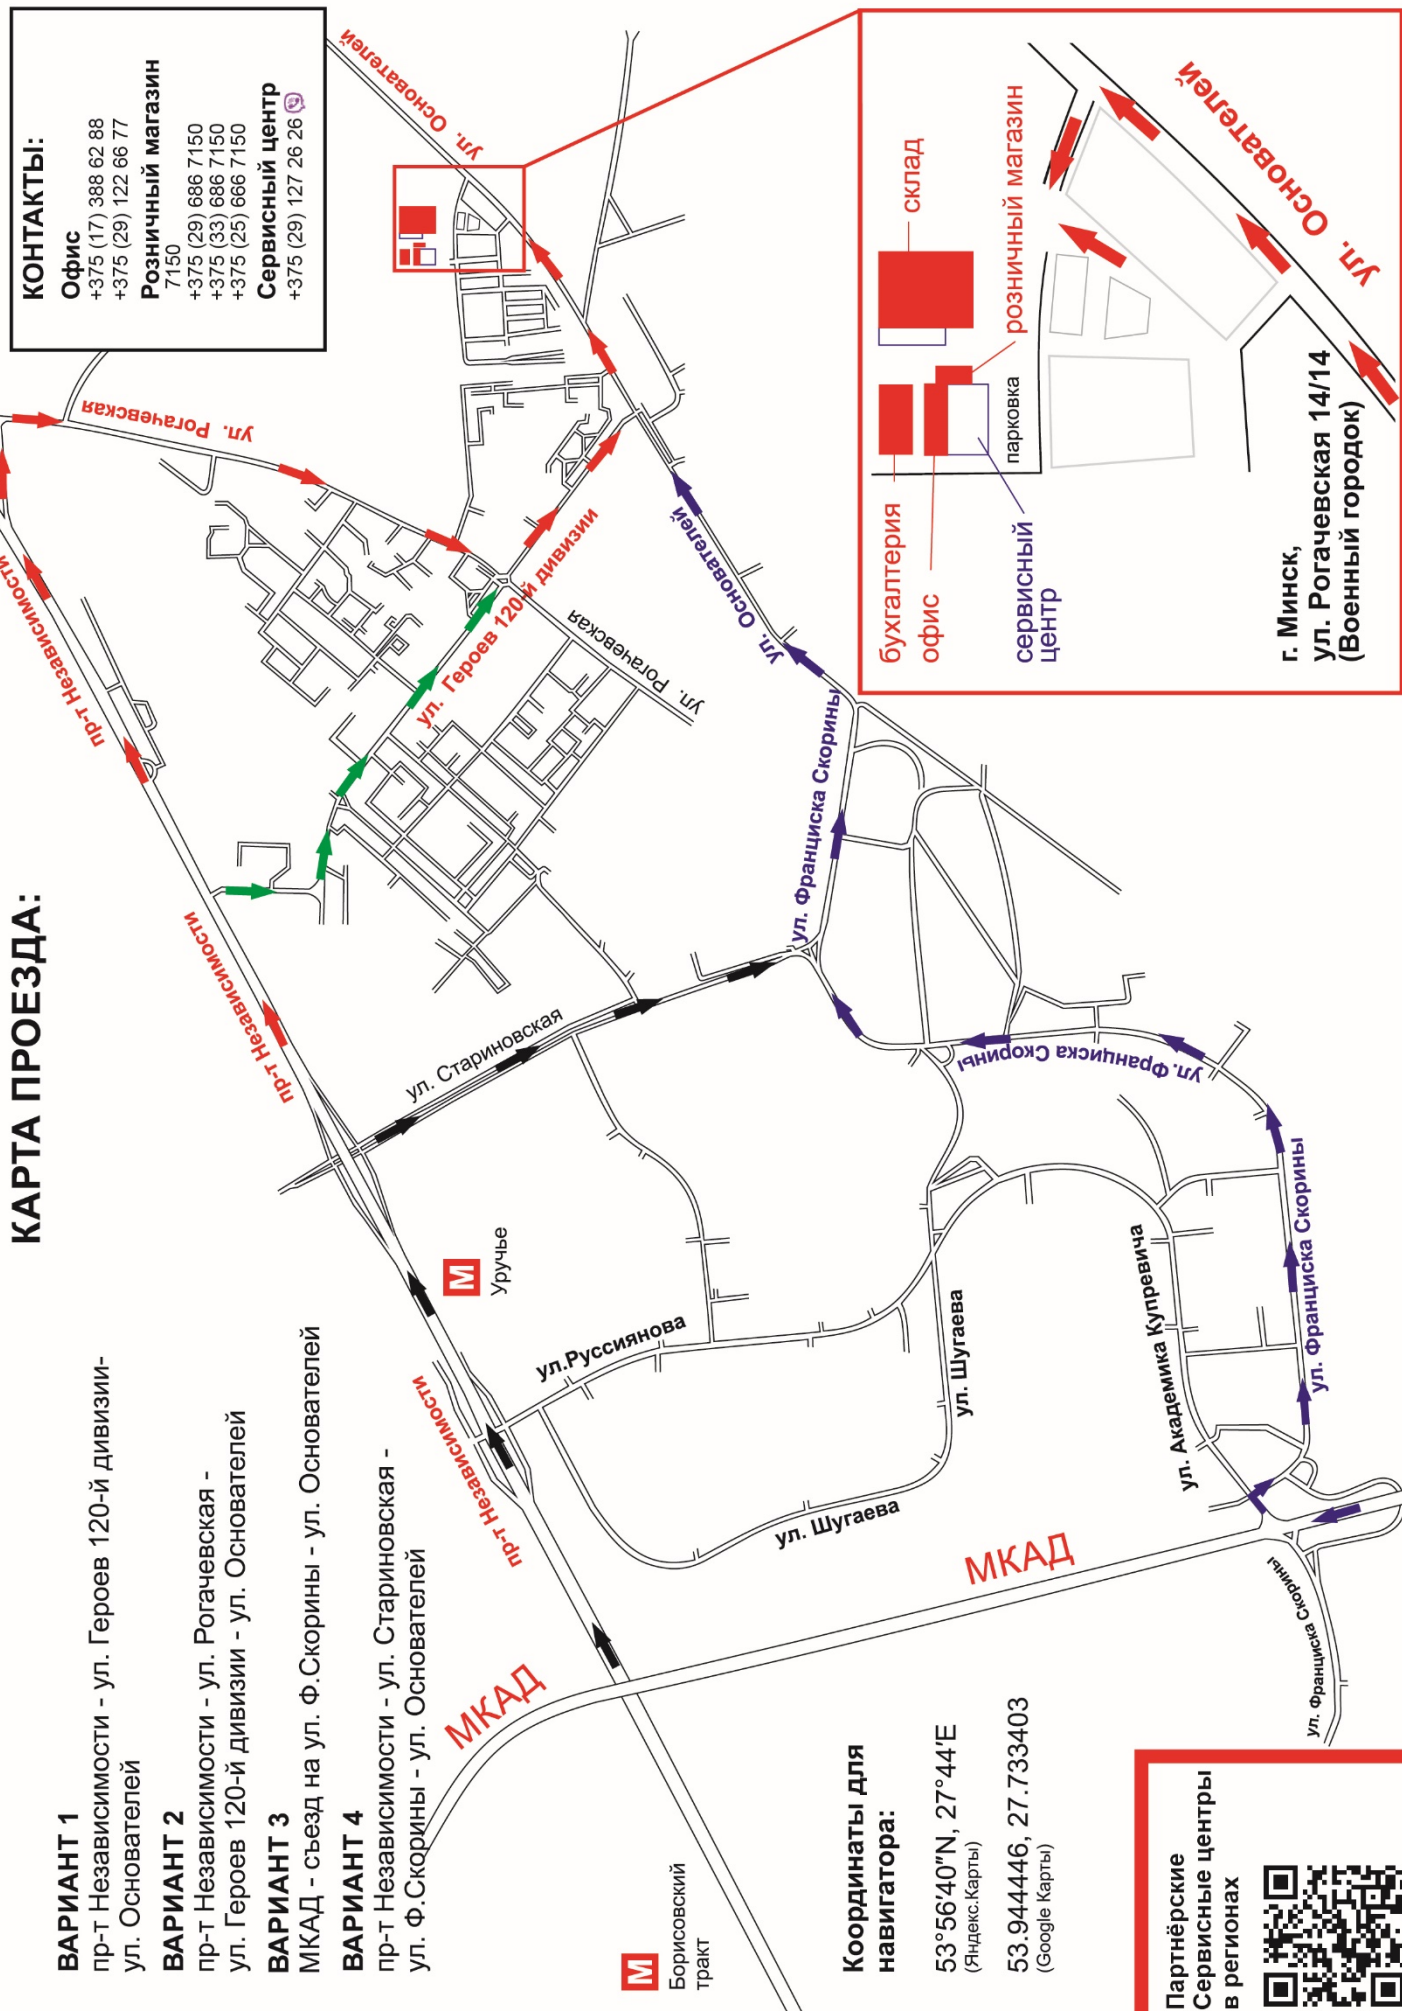 КАРТА ПРОЕЗДА:
ВАРИАНТ 1
пр-т Независимости - ул. Героев 120-й дивизии-
ул. Основателей
ВАРИАНТ 2
пр-т Независимости - ул. Рогачевская -
ул. Героев 120-й дивизии - ул. Основателей
ВАРИАНТ 3
МКАД - съезд на ул. Ф.Скорины - ул. Основателей
ВАРИАНТ 4
пр-т Независимости - ул. Стариновская -
ул. Ф.Скорины - ул. Основателей
КОНТАКТЫ:
Офис
+375 (17) 388 62 88
+375 (29) 122 66 77
Розничный магазин
7150
+375 (29) 686 7150
+375 (33) 686 7150
+375 (25) 666 7150
Сервисный центр
+375 (29) 127 26 26
пр-т Независимости
пр-т Независимости
пр-т Независимости
ул. Рогачевская
ул. Основателей
ул. Героев 120-й дивизии
ул. Рогачевская
ул. Стариновская
М
Уручье
ул.Руссиянова
ул. Основателей
ул. Франциска Скорины
ул. Франциска Скорины
ул. Франциска Скорины
ул. Шугаева
ул. Шугаева
ул. Академика Купревича
МКАД
МКАД
ул. Франциска Скорины
М
Борисовский
тракт
Координаты для
навигатора:
53°56'40"N, 27°44'E
(Яндекс.Карты)
53.944446, 27.733403
(Google Карты)
Партнёрские
Сервисные центры
в регионах
бухгалтерия
офис
сервисный
центр
склад
розничный магазин
парковка
ул. Основателей
г. Минск,
ул. Рогачевская 14/14
(Военный городок)